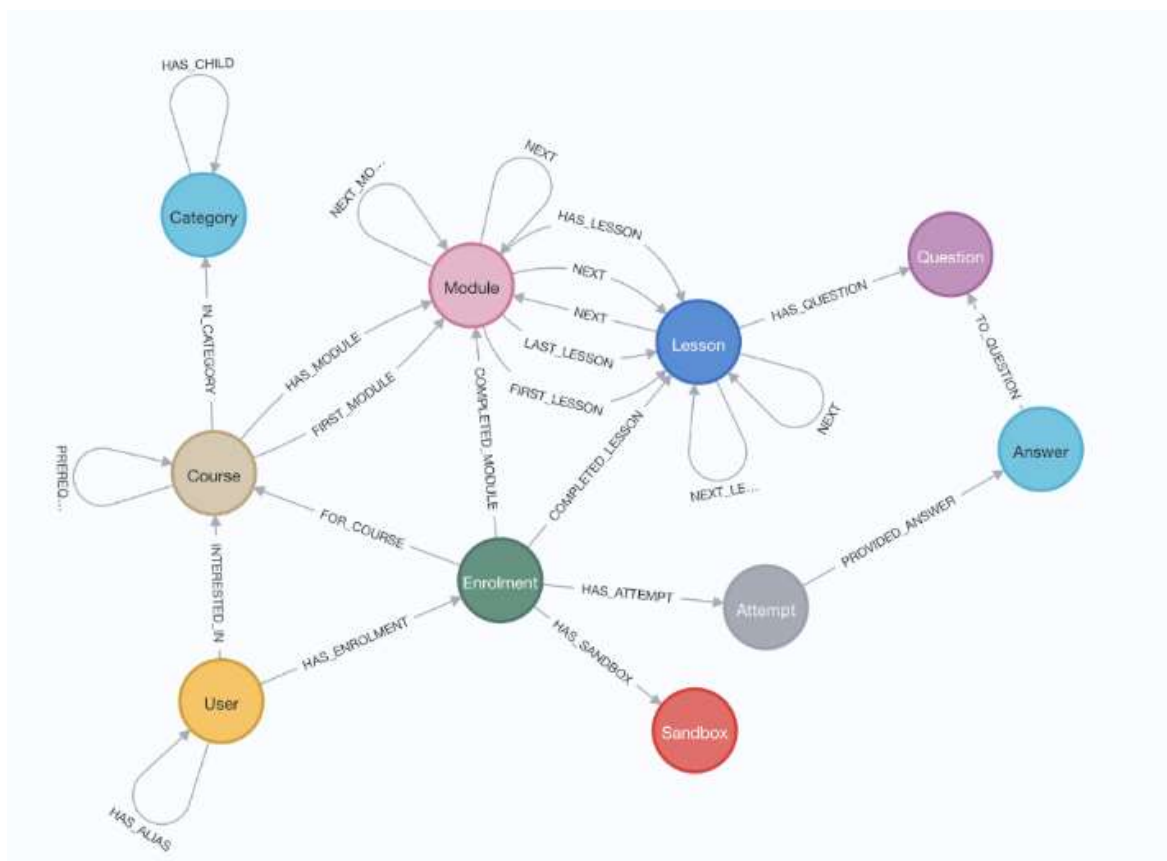 HAS_CHILD
Category
IN_CATEGORY
NEXT_MO...
NEXT
Module
HAS_LESSON
NEXT
NEXT
LAST_LESSON
FIRST_LESSON
Lesson
HAS_QUESTION
Question
TO_QUESTION
Answer
NEXT
NEXT_LE...
HAS_MODULE
FIRST_MODULE
COMPLETED_MODULE
COMPLETED_LESSON
PREREQ...
Course
FOR_COURSE
Enrolment
HAS_ATTEMPT
Attempt
PROVIDED_ANSWER
INTERESTED_IN
HAS_ENROLMENT
HAS_SANDBOX
Sandbox
User
HAS_ALIAS